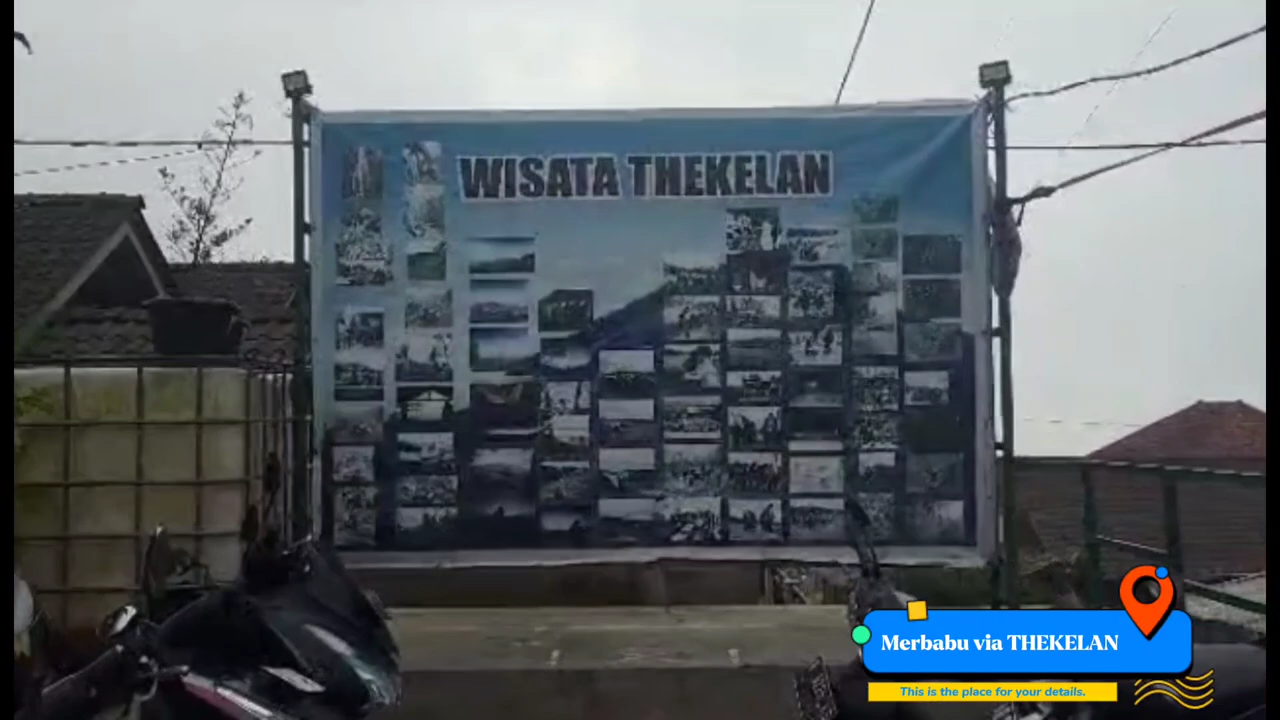 WISATA THEKELAN
Merbabu via THEKELAN
This is the place for your details.